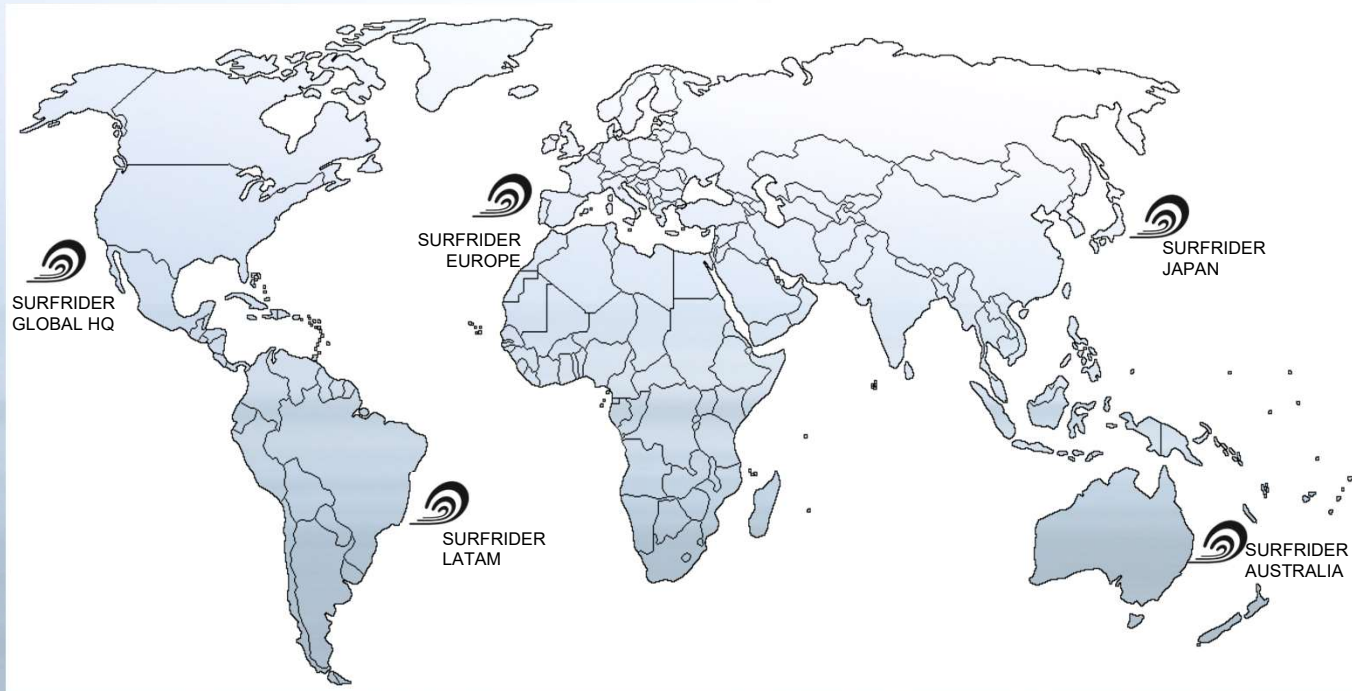 SURFRIDER
EUROPE
SURFRIDER
JAPAN
SURFRIDER
GLOBAL HQ
SURFRIDER
LATAM
SURFRIDER
AUSTRALIA